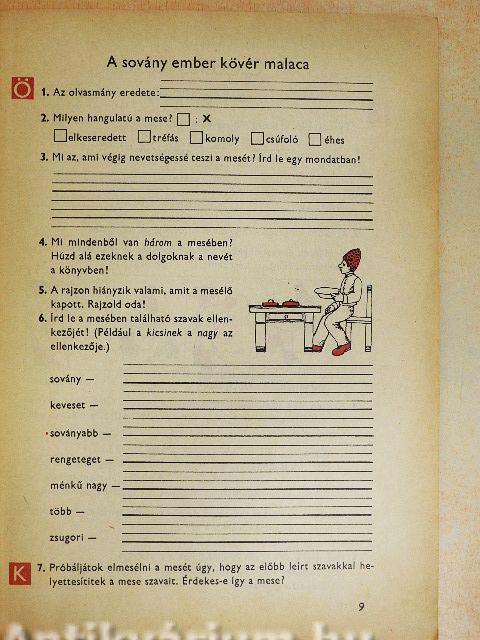 A sovány ember kövér malaca
Ö
1. Az olvasmány eredete:
2. Milyen hangulatú a mese? : X
elkeseredett tréfás komoly csúfoló éhes
3. Mi az, ami végig nevetségessé teszi a mesét? Írd le egy mondatban!
4. Mi mindenből van három a mesében?
Húzd alá ezeknek a dolgoknak a nevét
a könyvben!
5. A rajzon hiányzik valami, amit a mesélő
kapott. Rajzold oda!
6. Írd le a mesében található szavak ellen-
kezőjét! (Például a kicsinek a nagy az
ellenkezője.)
sovány —
keveset —
soványabb —
rengeteget —
ménkű nagy —
több —
zsugori —
K
7. Próbáljátok elmesélni a mesét úgy, hogy az előbb leírt szavakkal he-
lyettesítitek a mese szavait. Érdekes-e így a mese?
9
Antikvárium.hu